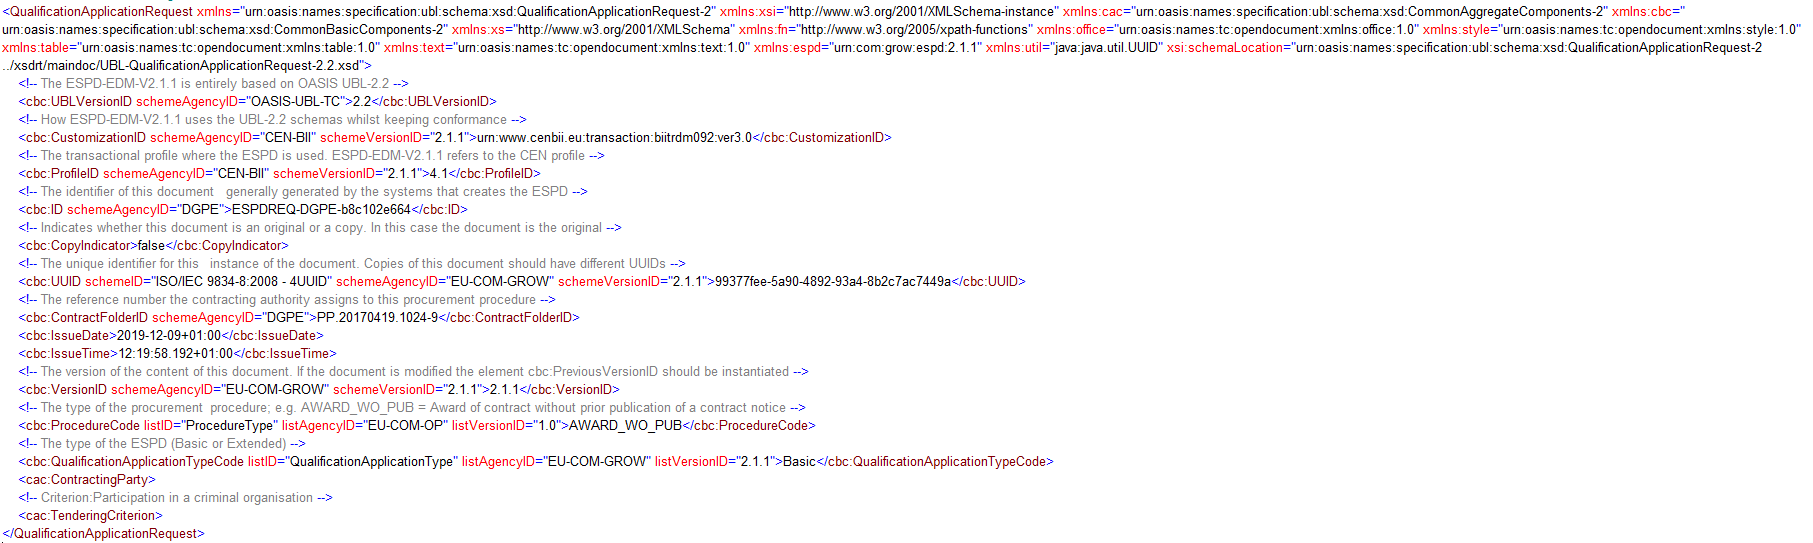 <QualificationApplicationRequest xmlns="urn:oasis:names:specification:ubl:schema:xsd:QualificationApplicationRequest-2" xmlns:xsi="http://www.w3.org/2001/XMLSchema-instance" xmlns:cac="urn:oasis:names:specification:ubl:schema:xsd:CommonAggregateComponents-2" xmlns:cbc="
urn:oasis:names:specification:ubl:schema:xsd:CommonBasicComponents-2" xmlns:xs="http://www.w3.org/2001/XMLSchema" xmlns:fn="http://www.w3.org/2005/xpath-functions" xmlns:office="urn:oasis:names:tc:opendocument:xmlns:office:1.0" xmlns:style="urn:oasis:names:tc:opendocument:xmlns:style:1.0"
xmlns:table="urn:oasis:names:tc:opendocument:xmlns:table:1.0" xmlns:text="urn:oasis:names:tc:opendocument:xmlns:text:1.0" xmlns:espd="urn:com:grow:espd:2.1.1" xmlns:util="java:java.util.UUID" xsi:schemaLocation="urn:oasis:names:specification:ubl:schema:xsd:QualificationApplicationRequest-2
../xsdrt/maindoc/UBL-QualificationApplicationRequest-2.2.xsd">
<!-- The ESPD-EDM-V2.1.1 is entirely based on OASIS UBL-2.2 -->
<cbc:UBLVersionID schemeAgencyID="OASIS-UBL-TC">2.2</cbc:UBLVersionID>
<!-- How ESPD-EDM-V2.1.1 uses the UBL-2.2 schemas whilst keeping conformance -->
<cbc:CustomizationID schemeAgencyID="CEN-BII" schemeVersionID="2.1.1">urn:www.cenbii.eu:transaction:biitrdm092:ver3.0</cbc:CustomizationID>
<!-- The transactional profile where the ESPD is used. ESPD-EDM-V2.1.1 refers to the CEN profile -->
<cbc:ProfileID schemeAgencyID="CEN-BII" schemeVersionID="2.1.1">4.1</cbc:ProfileID>
<!-- The identifier of this document   generally generated by the systems that creates the ESPD -->
<cbc:ID schemeAgencyID="DGPE">ESPDREQ-DGPE-b8c102e664</cbc:ID>
<!-- Indicates whether this document is an original or a copy. In this case the document is the original -->
<cbc:CopyIndicator>false</cbc:CopyIndicator>
<!-- The unique identifier for this   instance of the document. Copies of this document should have different UUIDs -->
<cbc:UUID schemeID="ISO/IEC 9834-8:2008 - 4UUID" schemeAgencyID="EU-COM-GROW" schemeVersionID="2.1.1">99377fee-5a90-4892-93a4-8b2c7ac7449a</cbc:UUID>
<!-- The reference number the contracting authority assigns to this procurement procedure -->
<cbc:ContractFolderID schemeAgencyID="DGPE">PP.20170419.1024-9</cbc:ContractFolderID>
<cbc:IssueDate>2019-12-09+01:00</cbc:IssueDate>
<cbc:IssueTime>12:19:58.192+01:00</cbc:IssueTime>
<!-- The version of the content of this document. If the document is modified the element cbc:PreviousVersionID should be instantiated -->
<cbc:VersionID schemeAgencyID="EU-COM-GROW" schemeVersionID="2.1.1">2.1.1</cbc:VersionID>
<!-- The type of the procurement  procedure; e.g. AWARD_WO_PUB = Award of contract without prior publication of a contract notice -->
<cbc:ProcedureCode listID="ProcedureType" listAgencyID="EU-COM-OP" listVersionID="1.0">AWARD_WO_PUB</cbc:ProcedureCode>
<!-- The type of the ESPD (Basic or Extended) -->
<cbc:QualificationApplicationTypeCode listID="QualificationApplicationType" listAgencyID="EU-COM-GROW" listVersionID="2.1.1">Basic</cbc:QualificationApplicationTypeCode>
<cac:ContractingParty>
<!-- Criterion:Participation in a criminal organisation -->
<cac:TenderingCriterion>
</QualificationApplicationRequest>